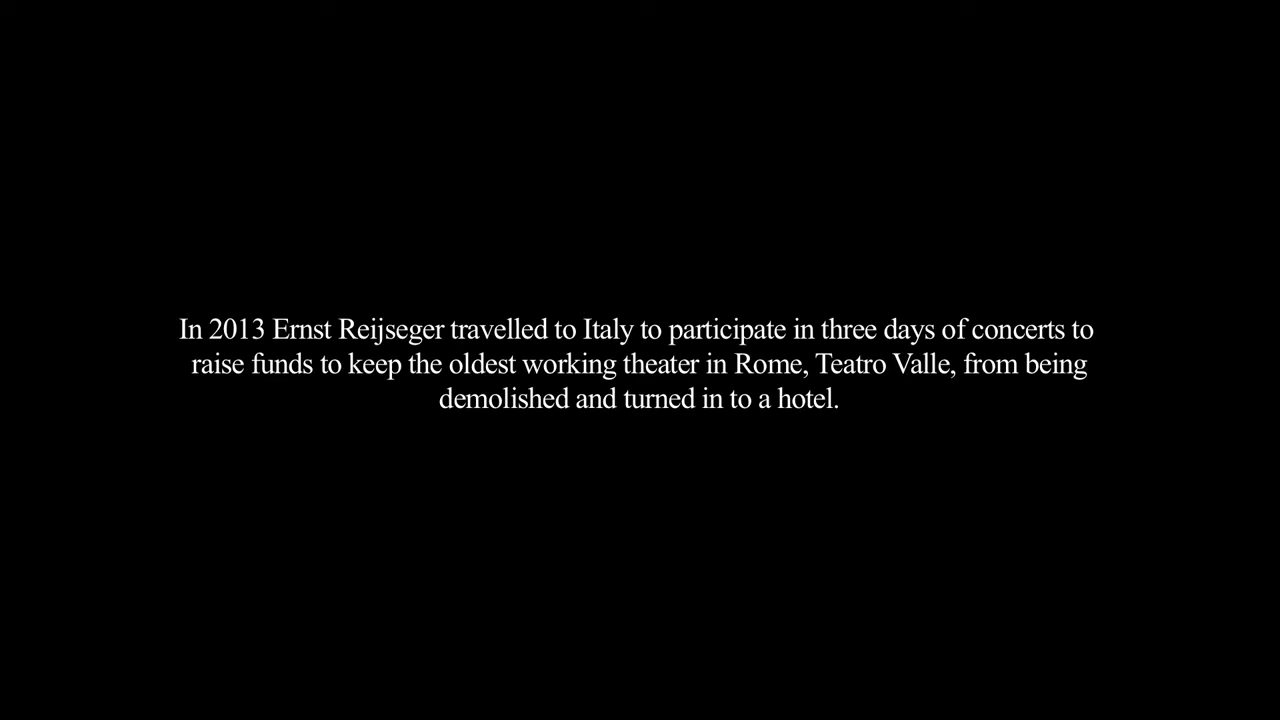 In 2013 Ernst Reijseger travelled to Italy to participate in three days of concerts to
raise funds to keep the oldest working theater in Rome, Teatro Valle, from being
demolished and turned in to a hotel.